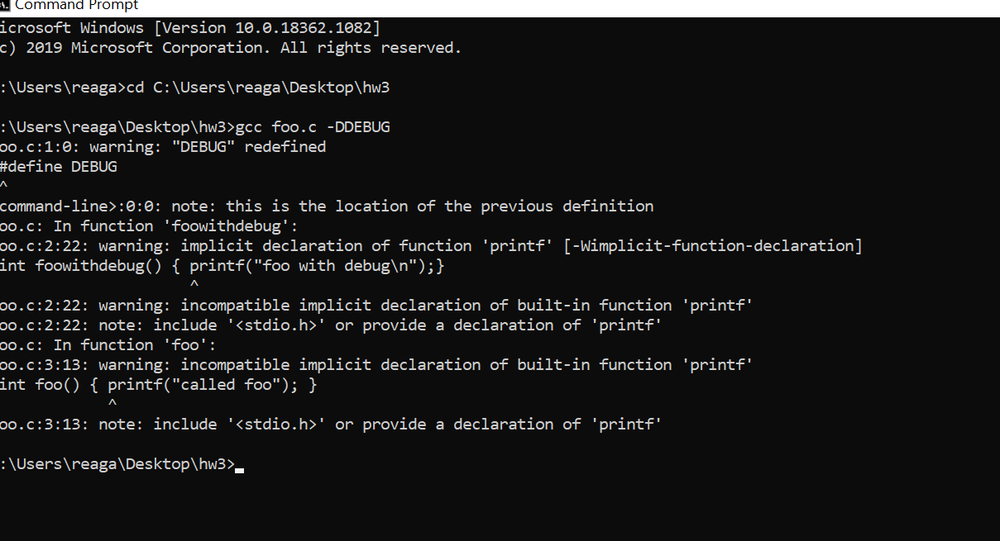 Command Prompt
icrosoft Windows [Version 10.0.18362.1082]
c) 2019 Microsoft Corporation. All rights reserved.
:\Users\reaga>cd C:\Users\reaga\Desktop\hw3
:\Users\reaga\Desktop\hw3>gcc foo.c -DDEBUG
oo.c:1:0: warning: "DEBUG" redefined
#define DEBUG
^
command-line>:0:0: note: this is the location of the previous definition
oo.c: In function 'foowithdebug':
oo.c:2:22: warning: implicit declaration of function 'printf' [-Wimplicit-function-declaration]
int foowithdebug() { printf("foo with debug\n");}
^
oo.c:2:22: warning: incompatible implicit declaration of built-in function 'printf'
oo.c:2:22: note: include '<stdio.h>' or provide a declaration of 'printf'
oo.c: In function 'foo':
oo.c:3:13: warning: incompatible implicit declaration of built-in function 'printf'
int foo() { printf("called foo"); }
^
oo.c:3:13: note: include '<stdio.h>' or provide a declaration of 'printf'
:\Users\reaga\Desktop\hw3>